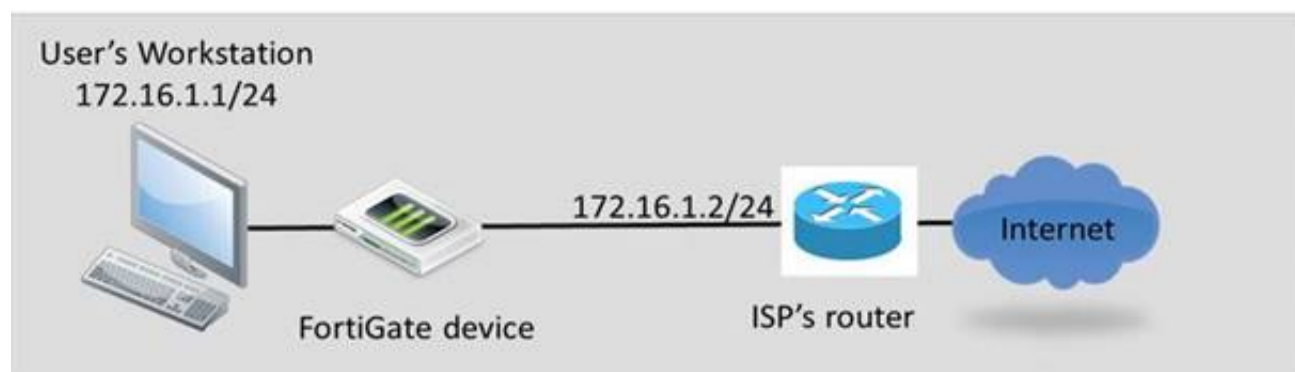 User's Workstation
172.16.1.1/24
172.16.1.2/24
Internet
FortiGate device
ISP's router